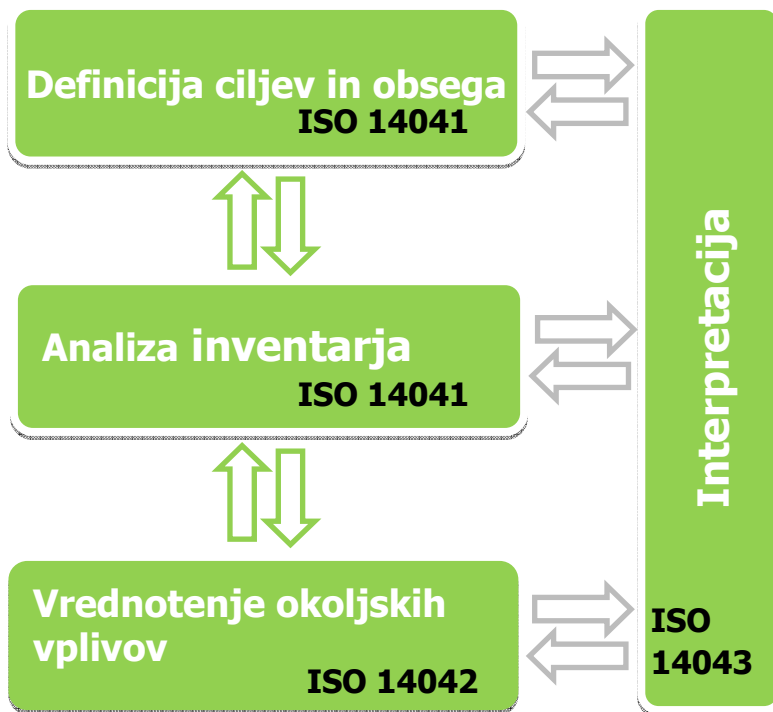 Definicija ciljev in obsega
ISO 14041
Analiza inventarja
ISO 14041
Vrednotenje okoljskih
vplivov
ISO 14042
Interpretacija
ISO
14043